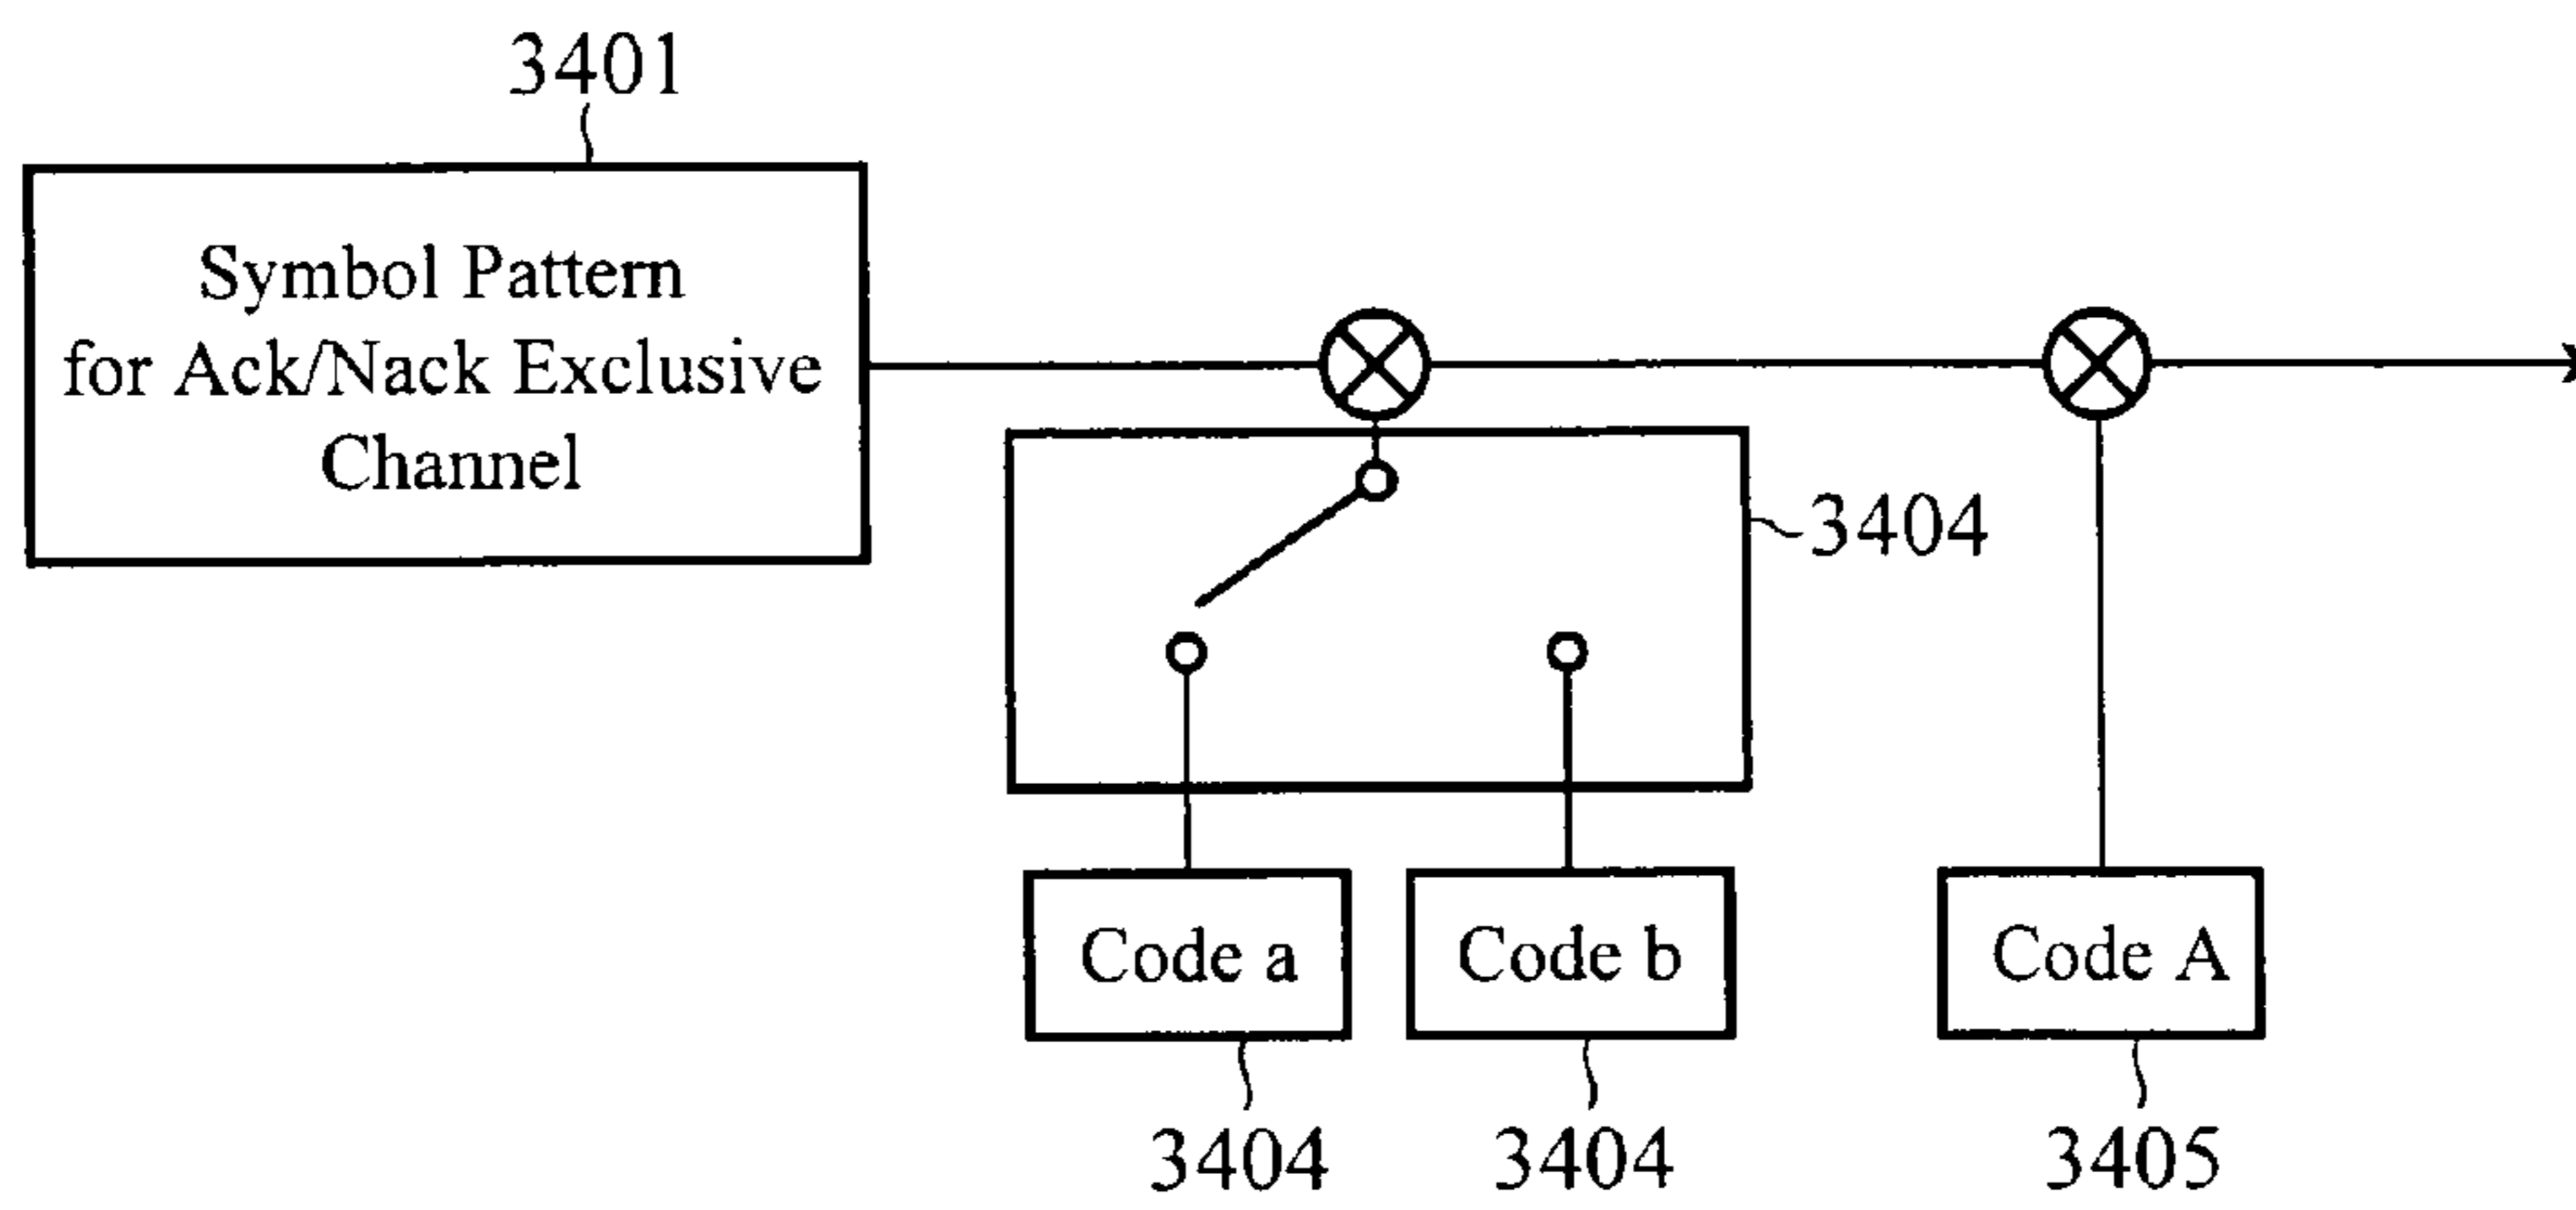 3401
Symbol Pattern
for Ack/Nack Exclusive
Channel
3404
Code a
Code b
Code A
3404
3404
3405